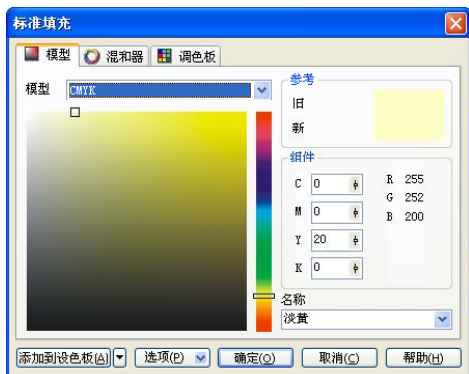 标准填充
模型 混和器 调色板
模型 CMYK
参考
旧
新
组件
C 0 R 255
G 252
M 0 B 200
Y 20
K 0
名称
淡黄
添加到设色板(A) 选项(P) 确定(O) 取消(C) 帮助(H)